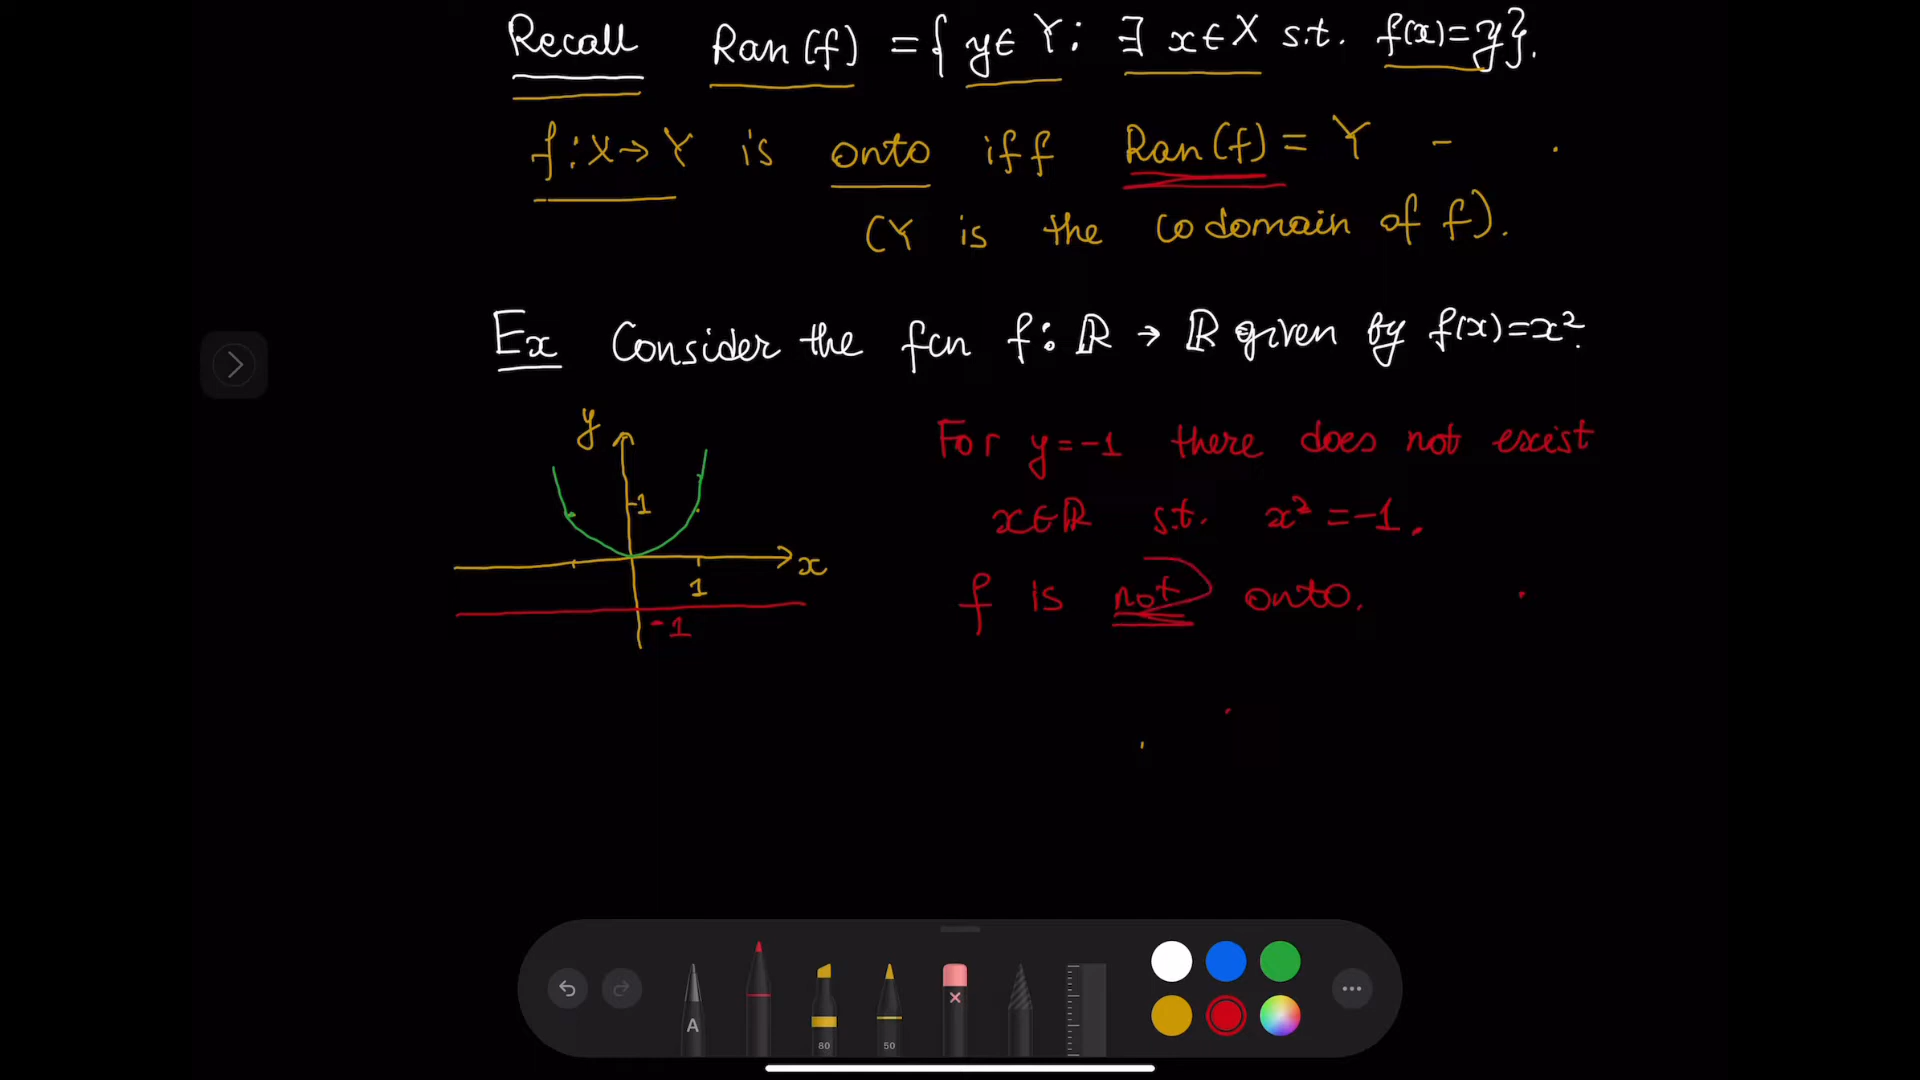 Recall Ran(f) = { y∈ Y: ∃ x∈X s.t. f(x)=y}.
f:X→Y is onto iff Ran(f) = Y -
(Y is the codomain of f).
Ex Consider the fcn f: ℝ → ℝ given by f(x)=x².
y
1
x
1
-1
For y=-1 there does not exist
x∈ℝ s.t. x² =-1.
f is not onto.
A
80
50